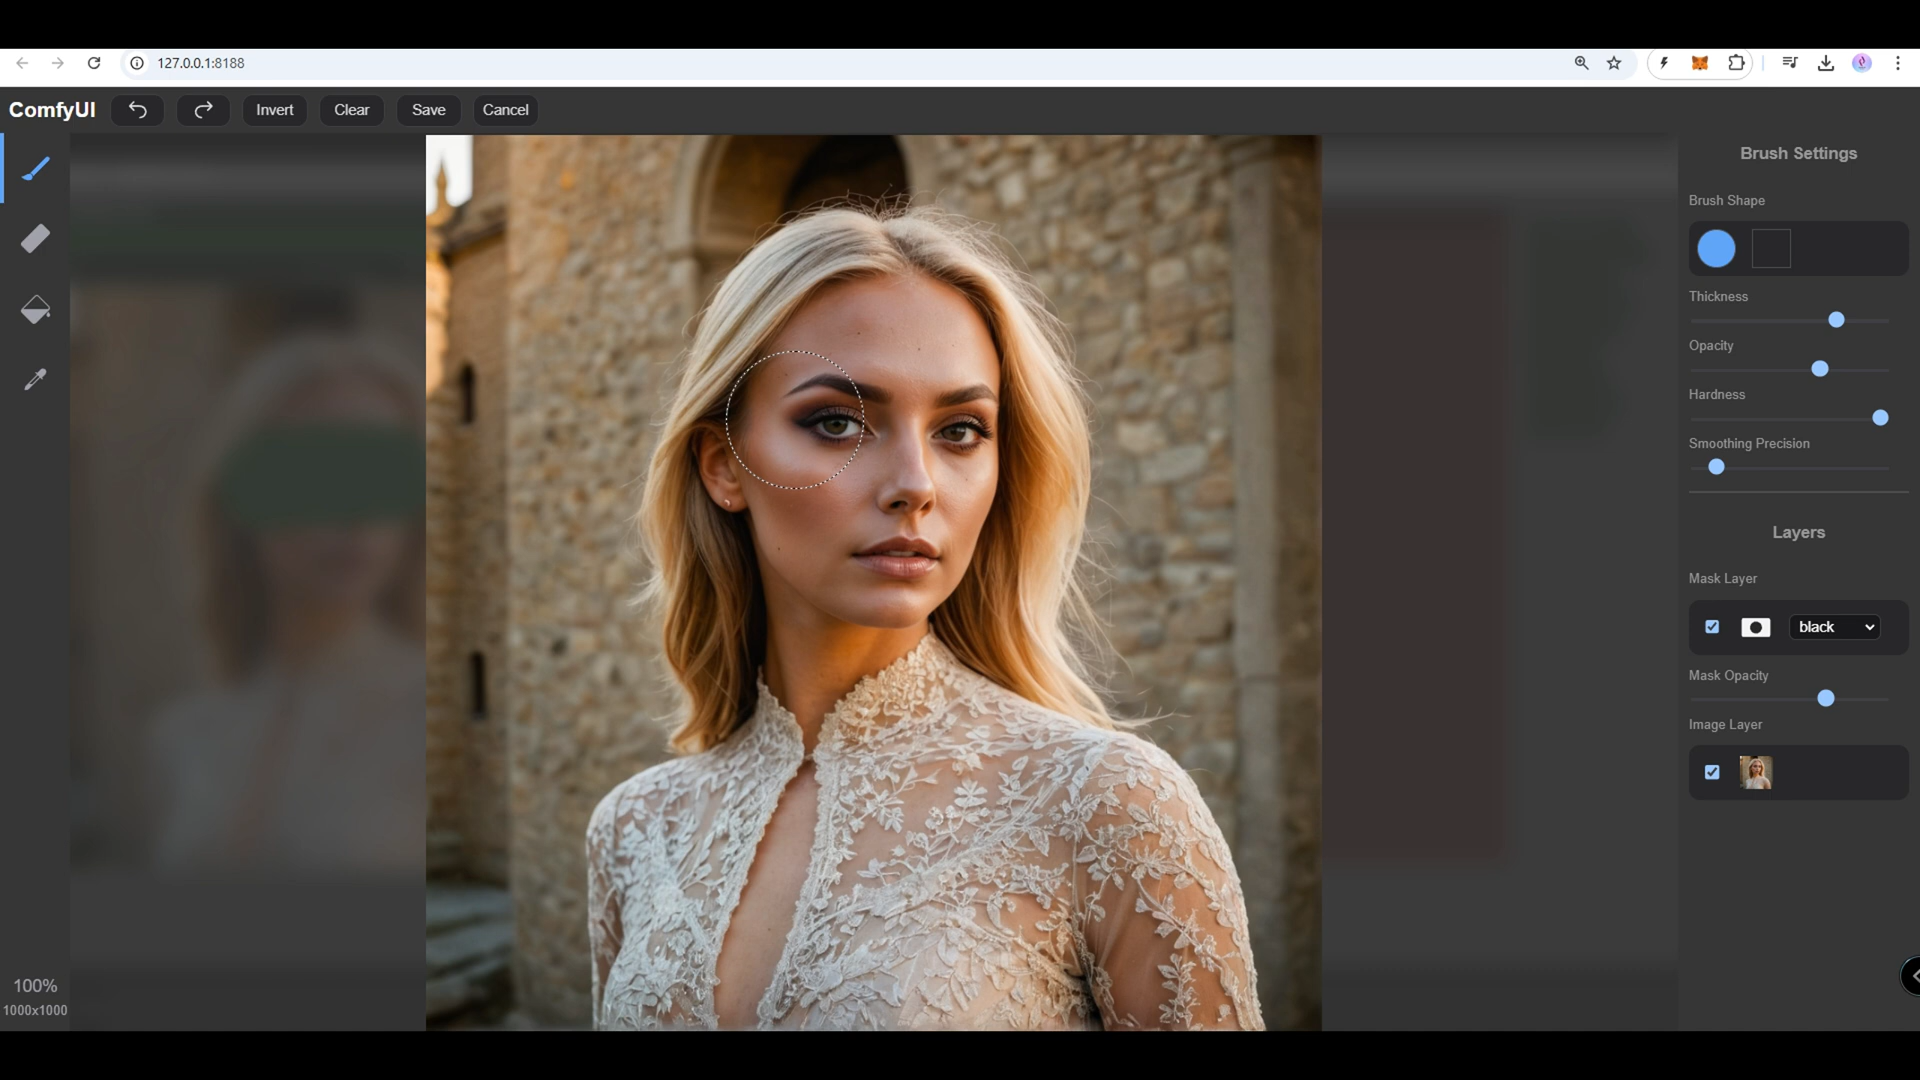 127.0.0.1:8188
ComfyUI
Invert
Clear
Save
Cancel
Brush Settings
Brush Shape
Thickness
Opacity
Hardness
Smoothing Precision
Layers
Mask Layer
black
Mask Opacity
Image Layer
100%
1000x1000